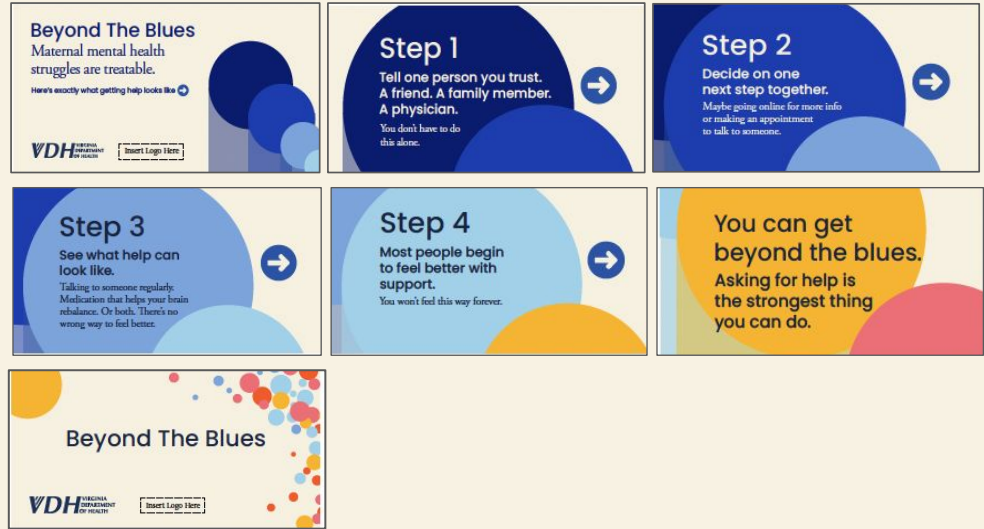 Beyond The Blues
Maternal mental health
struggles are treatable.
Here's exactly what getting help looks like
VDH VIRGINIA
DEPARTMENT
OF HEALTH
Insert Logo Here
Step 1
Tell one person you trust.
A friend. A family member.
A physician.
You don't have to do
this alone.
Step 2
Decide on one
next step together.
Maybe going online for more info
or making an appointment
to talk to someone.
Step 3
See what help can
look like.
Talking to someone regularly.
Medication that helps your brain
rebalance. Or both. There's no
wrong way to feel better.
Step 4
Most people begin
to feel better with
support.
You won't feel this way forever.
You can get
beyond the blues.
Asking for help is
the strongest thing
you can do.
Beyond The Blues
VDH VIRGINIA
DEPARTMENT
OF HEALTH
Insert Logo Here